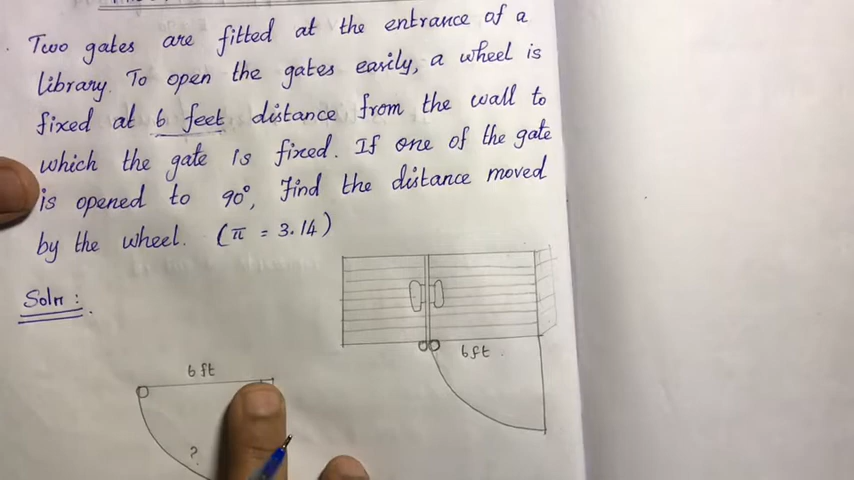 Two gates are fitted at the entrance of a
library. To open the gates easily, a wheel is
fixed at 6 feet distance from the wall to
which the gate is fixed. If one of the gate
is opened to 90°, Find the distance moved
by the wheel. (π = 3.14)
Soln :
6 ft
6 ft.
?